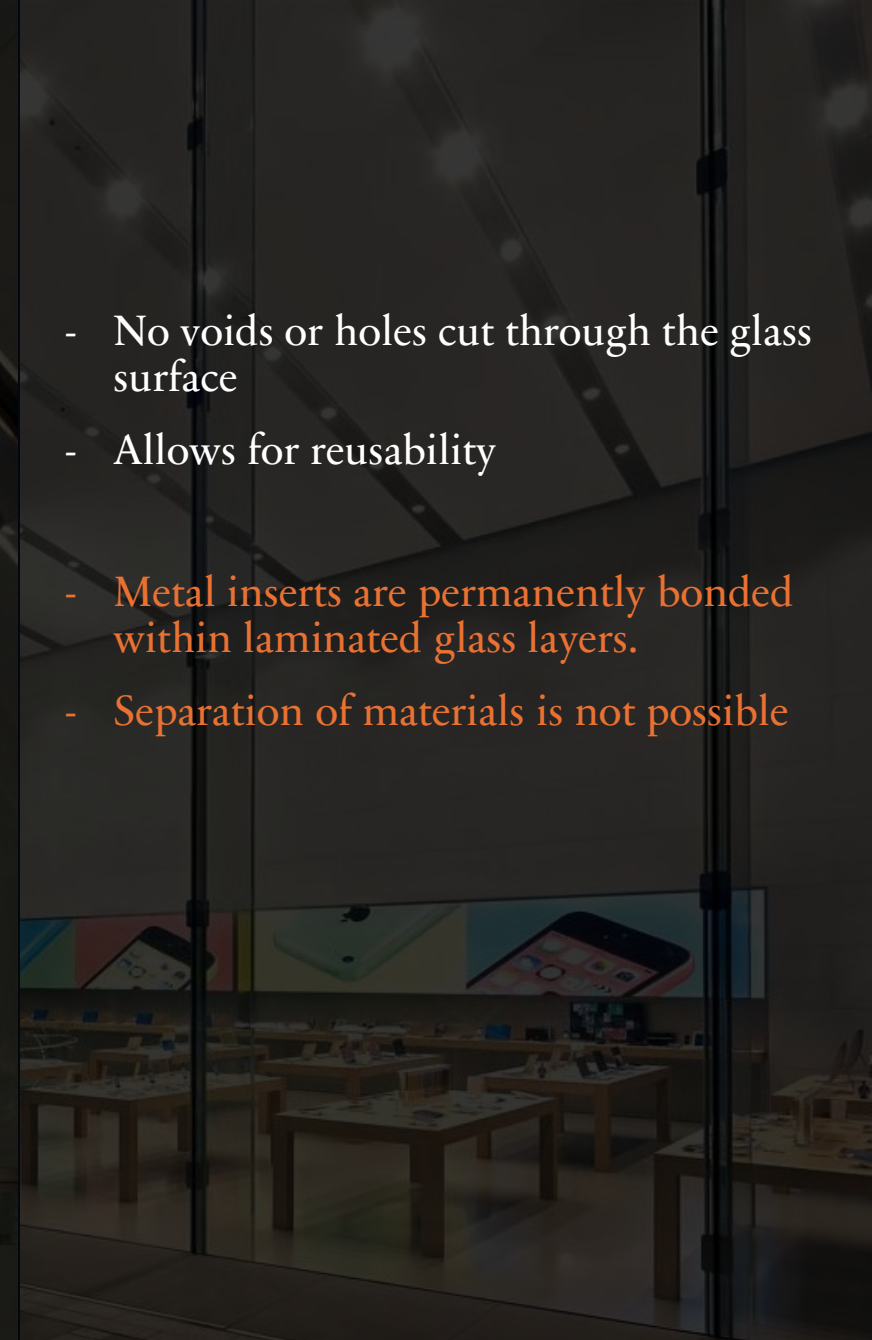 - No voids or holes cut through the glass
surface
- Allows for reusability
- Metal inserts are permanently bonded
within laminated glass layers.
- Separation of materials is not possible